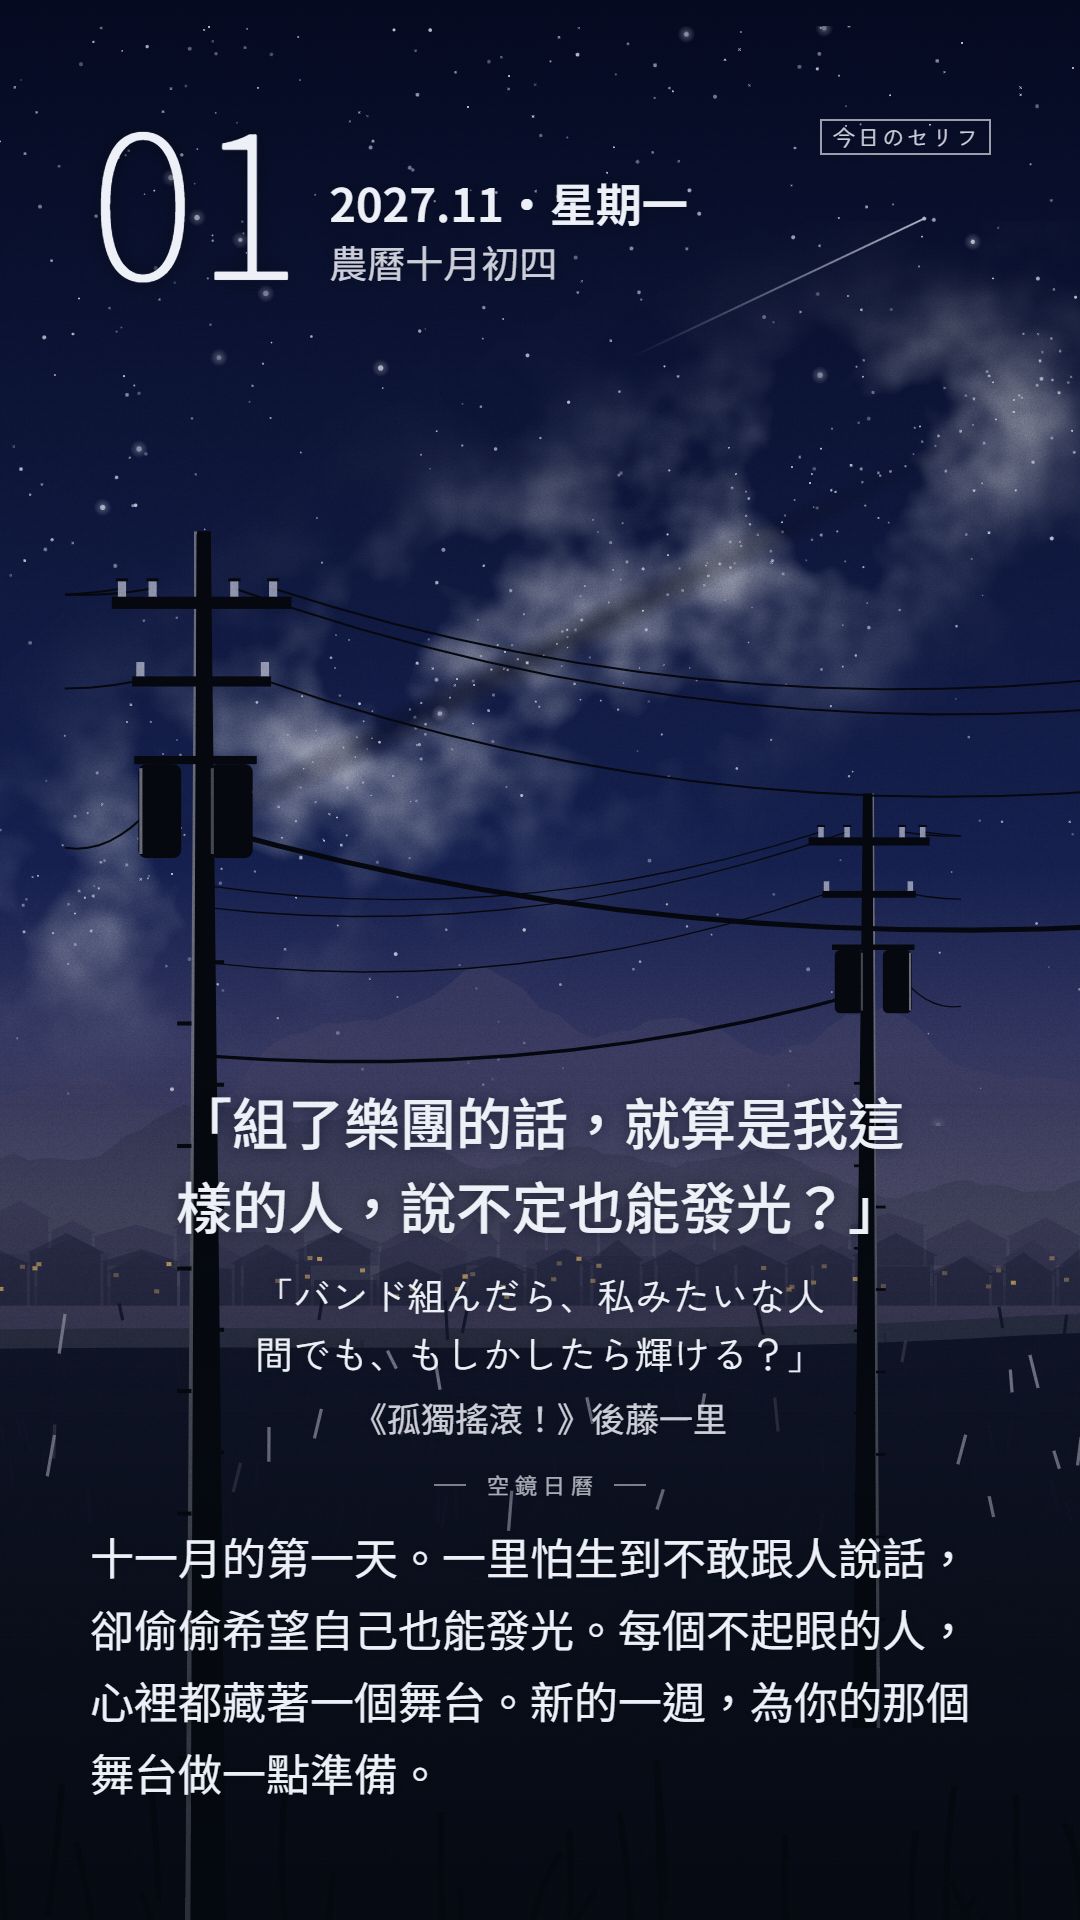 01
今日のセリフ
2027.11・星期一
農曆十月初四
「組了樂團的話，就算是我這
樣的人，說不定也能發光？」
「バンド組んだら、私みたいな人
間でも、もしかしたら輝ける？」
《孤獨搖滾！》後藤一里
空鏡日曆
十一月的第一天。一里怕生到不敢跟人說話，
卻偷偷希望自己也能發光。每個不起眼的人，
心裡都藏著一個舞台。新的一週，為你的那個
舞台做一點準備。